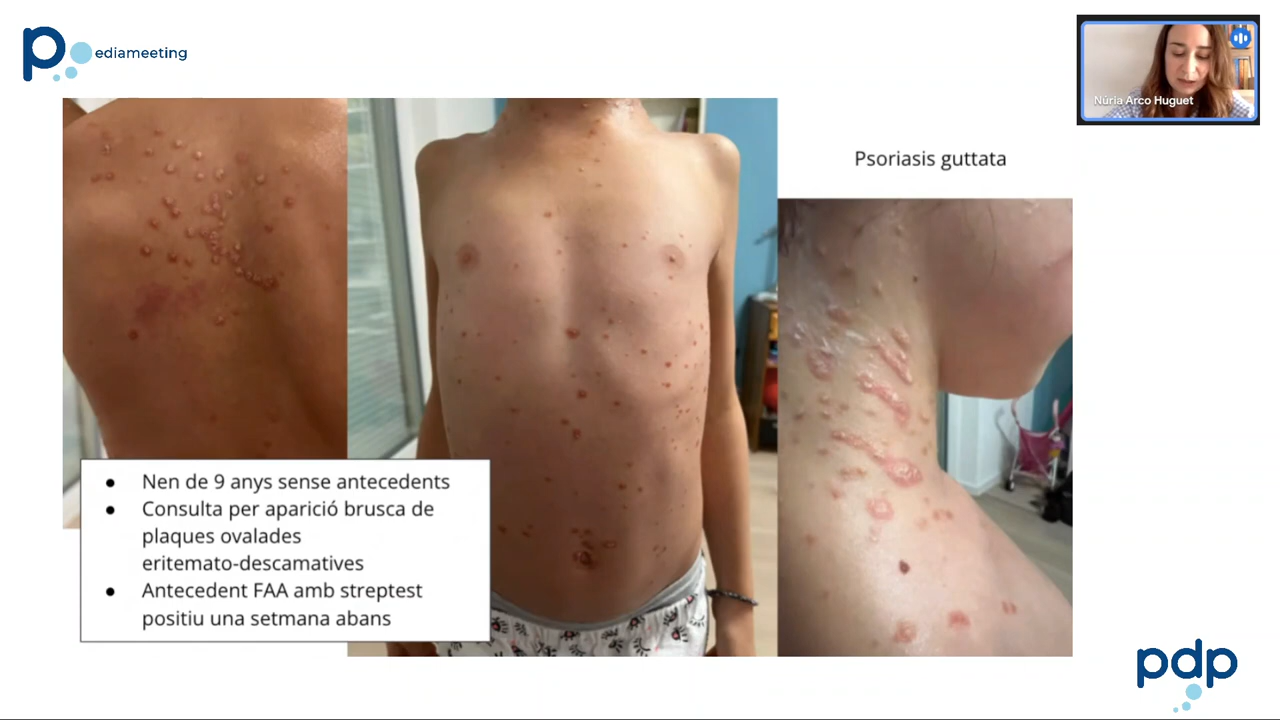 pediameeting
Núria Arco Huguet
Psoriasis guttata
● Nen de 9 anys sense antecedents
● Consulta per aparició brusca de
plaques ovalades
eritemato-descamatives
● Antecedent FAA amb streptest
positiu una setmana abans
pdp